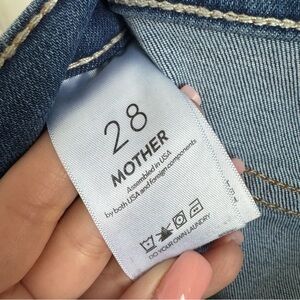 28
MOTHER
Assembled in USA
by both USA and foreign components
DO YOUR OWN LAUNDRY